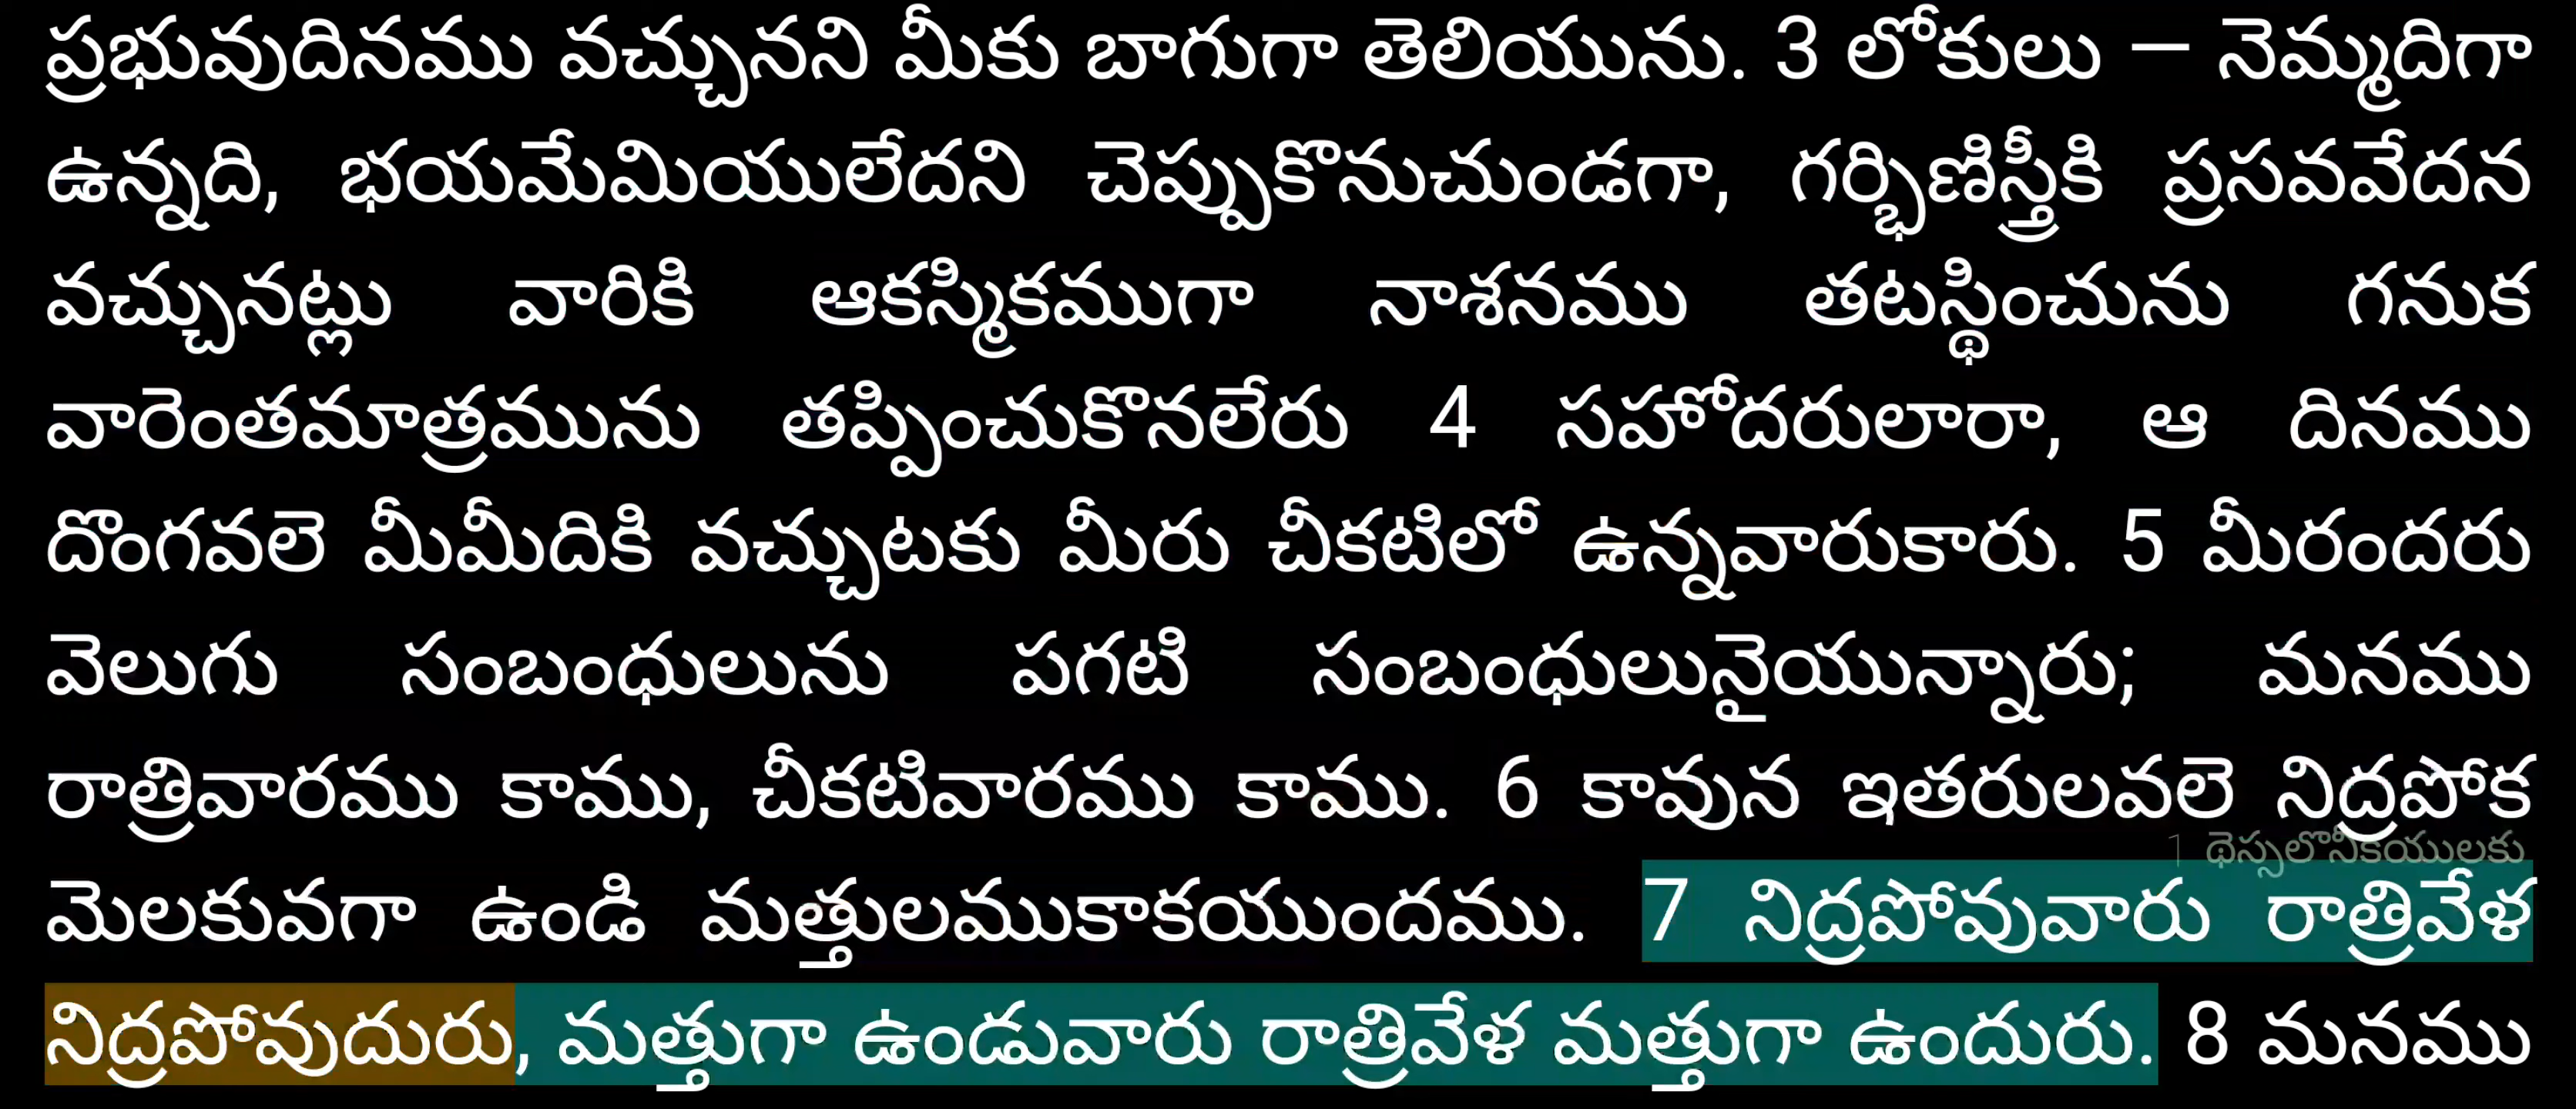 ప్రభువుదినము వచ్చునని మీకు బాగుగా తెలియును. 3 లోకులు – నెమ్మదిగా
ఉన్నది, భయమేమియులేదని చెప్పుకొనుచుండగా, గర్భిణిస్త్రీకి ప్రసవవేదన
వచ్చునట్లు వారికి ఆకస్మికముగా నాశనము తటస్థించును గనుక
వారెంతమాత్రమును తప్పించుకొనలేరు 4 సహోదరులారా, ఆ దినము
దొంగవలె మీమీదికి వచ్చుటకు మీరు చీకటిలో ఉన్నవారుకారు. 5 మీరందరు
వెలుగు సంబంధులును పగటి సంబంధులునైయున్నారు; మనము
రాత్రివారము కాము, చీకటివారము కాము. 6 కావున ఇతరులవలె నిద్రపోక
1 థెస్సలొనీకయులకు
మెలకువగా ఉండి మత్తులముకాకయుందము. 7 నిద్రపోవువారు రాత్రివేళ
నిద్రపోవుదురు, మత్తుగా ఉండువారు రాత్రివేళ మత్తుగా ఉందురు. 8 మనము